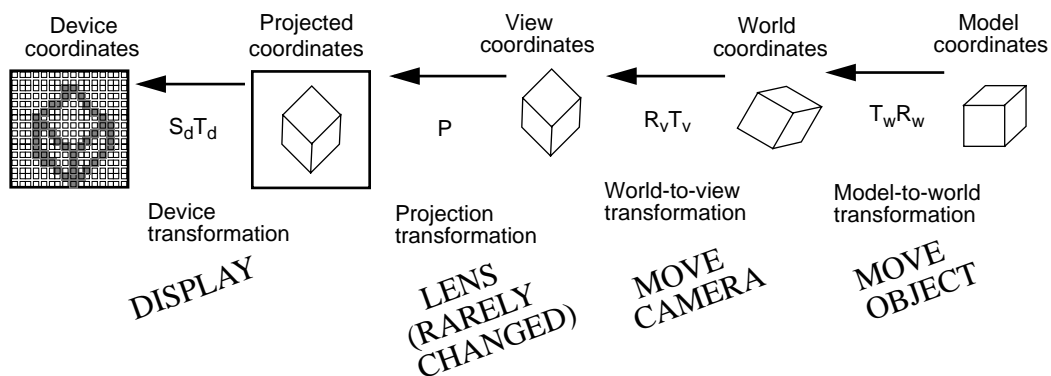 Device
coordinates
Projected
coordinates
View
coordinates
World
coordinates
Model
coordinates
SdTd
P
RvTv
TwRw
Device
transformation
Projection
transformation
World-to-view
transformation
Model-to-world
transformation
DISPLAY
LENS
(RARELY
CHANGED)
MOVE
CAMERA
MOVE
OBJECT